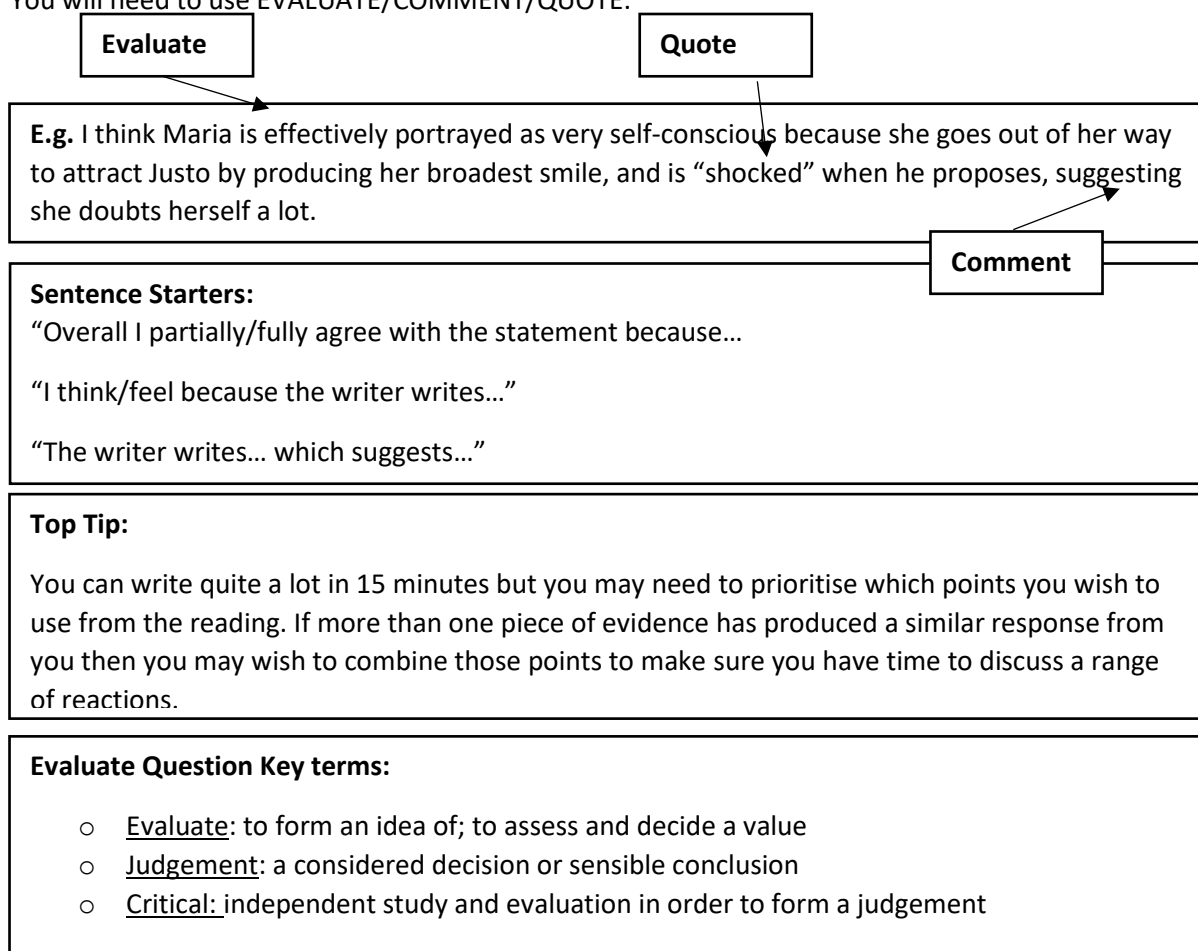 You will need to use EVALUATE/COMMENT/QUOTE.
Evaluate
Quote
E.g. I think Maria is effectively portrayed as very self-conscious because she goes out of her way
to attract Justo by producing her broadest smile, and is “shocked” when he proposes, suggesting
she doubts herself a lot.
Comment
Sentence Starters:
“Overall I partially/fully agree with the statement because…
“I think/feel because the writer writes…”
“The writer writes… which suggests…”
Top Tip:
You can write quite a lot in 15 minutes but you may need to prioritise which points you wish to
use from the reading. If more than one piece of evidence has produced a similar response from
you then you may wish to combine those points to make sure you have time to discuss a range
of reactions.
Evaluate Question Key terms:
o Evaluate: to form an idea of; to assess and decide a value
o Judgement: a considered decision or sensible conclusion
o Critical: independent study and evaluation in order to form a judgement